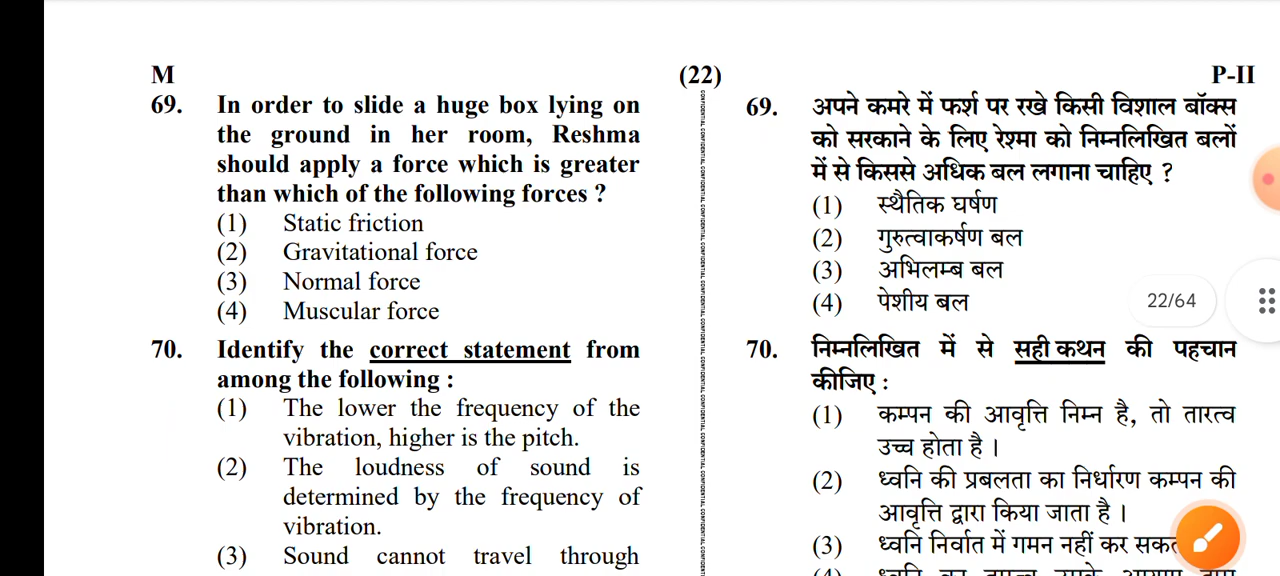 M
(22)
P-II
69. In order to slide a huge box lying on
the ground in her room, Reshma
should apply a force which is greater
than which of the following forces ?
(1) Static friction
(2) Gravitational force
(3) Normal force
(4) Muscular force
70. Identify the correct statement from
among the following :
(1) The lower the frequency of the
vibration, higher is the pitch.
(2) The loudness of sound is
determined by the frequency of
vibration.
(3) Sound cannot travel through
69. अपने कमरे में फर्श पर रखे किसी विशाल बॉक्स
को सरकाने के लिए रेश्मा को निम्नलिखित बलों
में से किससे अधिक बल लगाना चाहिए ?
(1) स्थैतिक घर्षण
(2) गुरुत्वाकर्षण बल
(3) अभिलम्ब बल
(4) पेशीय बल
22/64
70. निम्नलिखित में से सही कथन की पहचान
कीजिए :
(1) कम्पन की आवृत्ति निम्न है, तो तारत्व
उच्च होता है ।
(2) ध्वनि की प्रबलता का निर्धारण कम्पन की
आवृत्ति द्वारा किया जाता है ।
(3) ध्वनि निर्वात में गमन नहीं कर